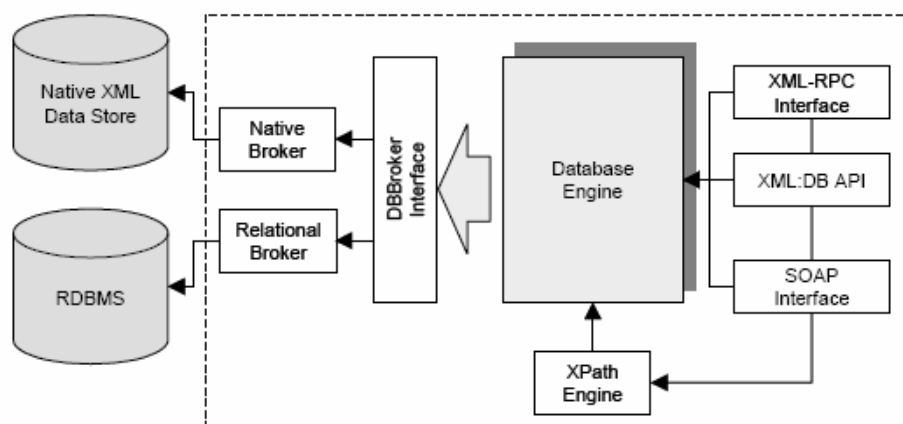 Native XML
Data Store
RDBMS
Native
Broker
Relational
Broker
DBBroker
Interface
Database
Engine
XPath
Engine
XML-RPC
Interface
XML:DB API
SOAP
Interface